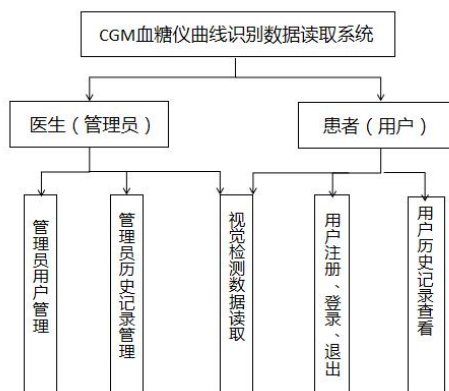 CGM血糖仪曲线识别数据读取系统
医生（管理员）
患者（用户）
管理员用户管理
管理员历史记录管理
视觉检测数据读取
用户注册、登录、退出
用户历史记录查看